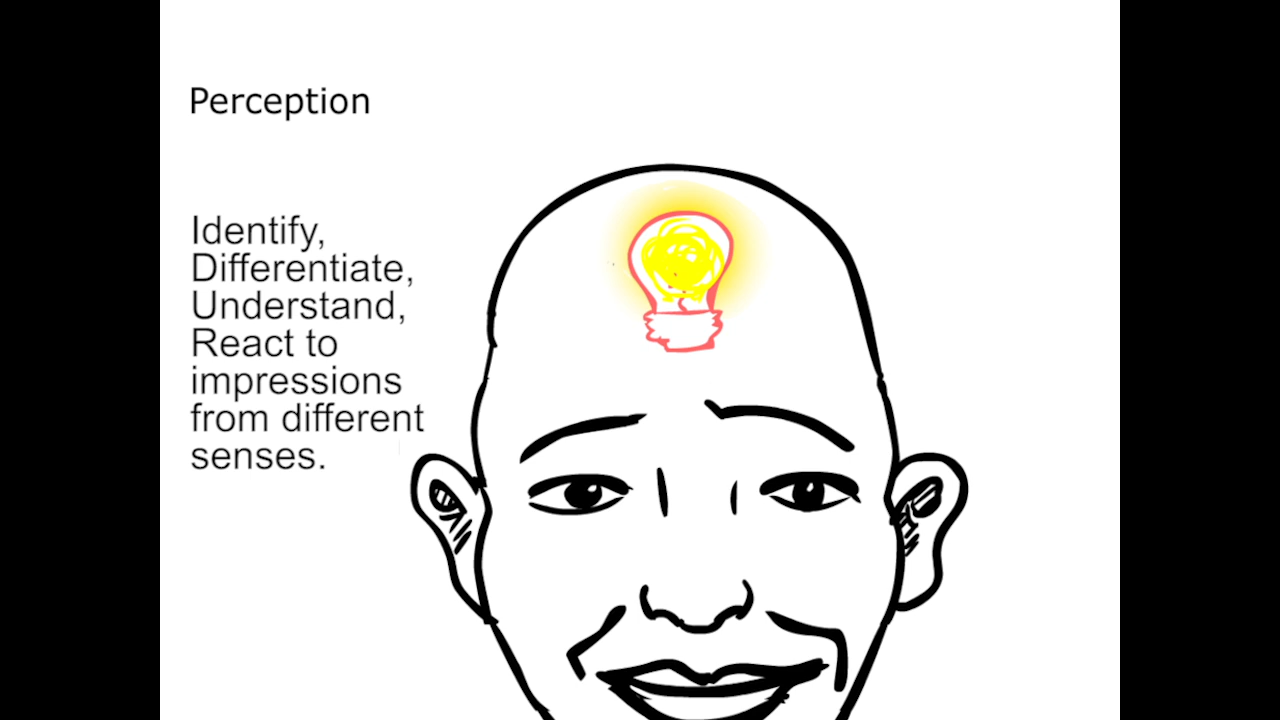 Perception
Identify,
Differentiate,
Understand,
React to
impressions
from different
senses.